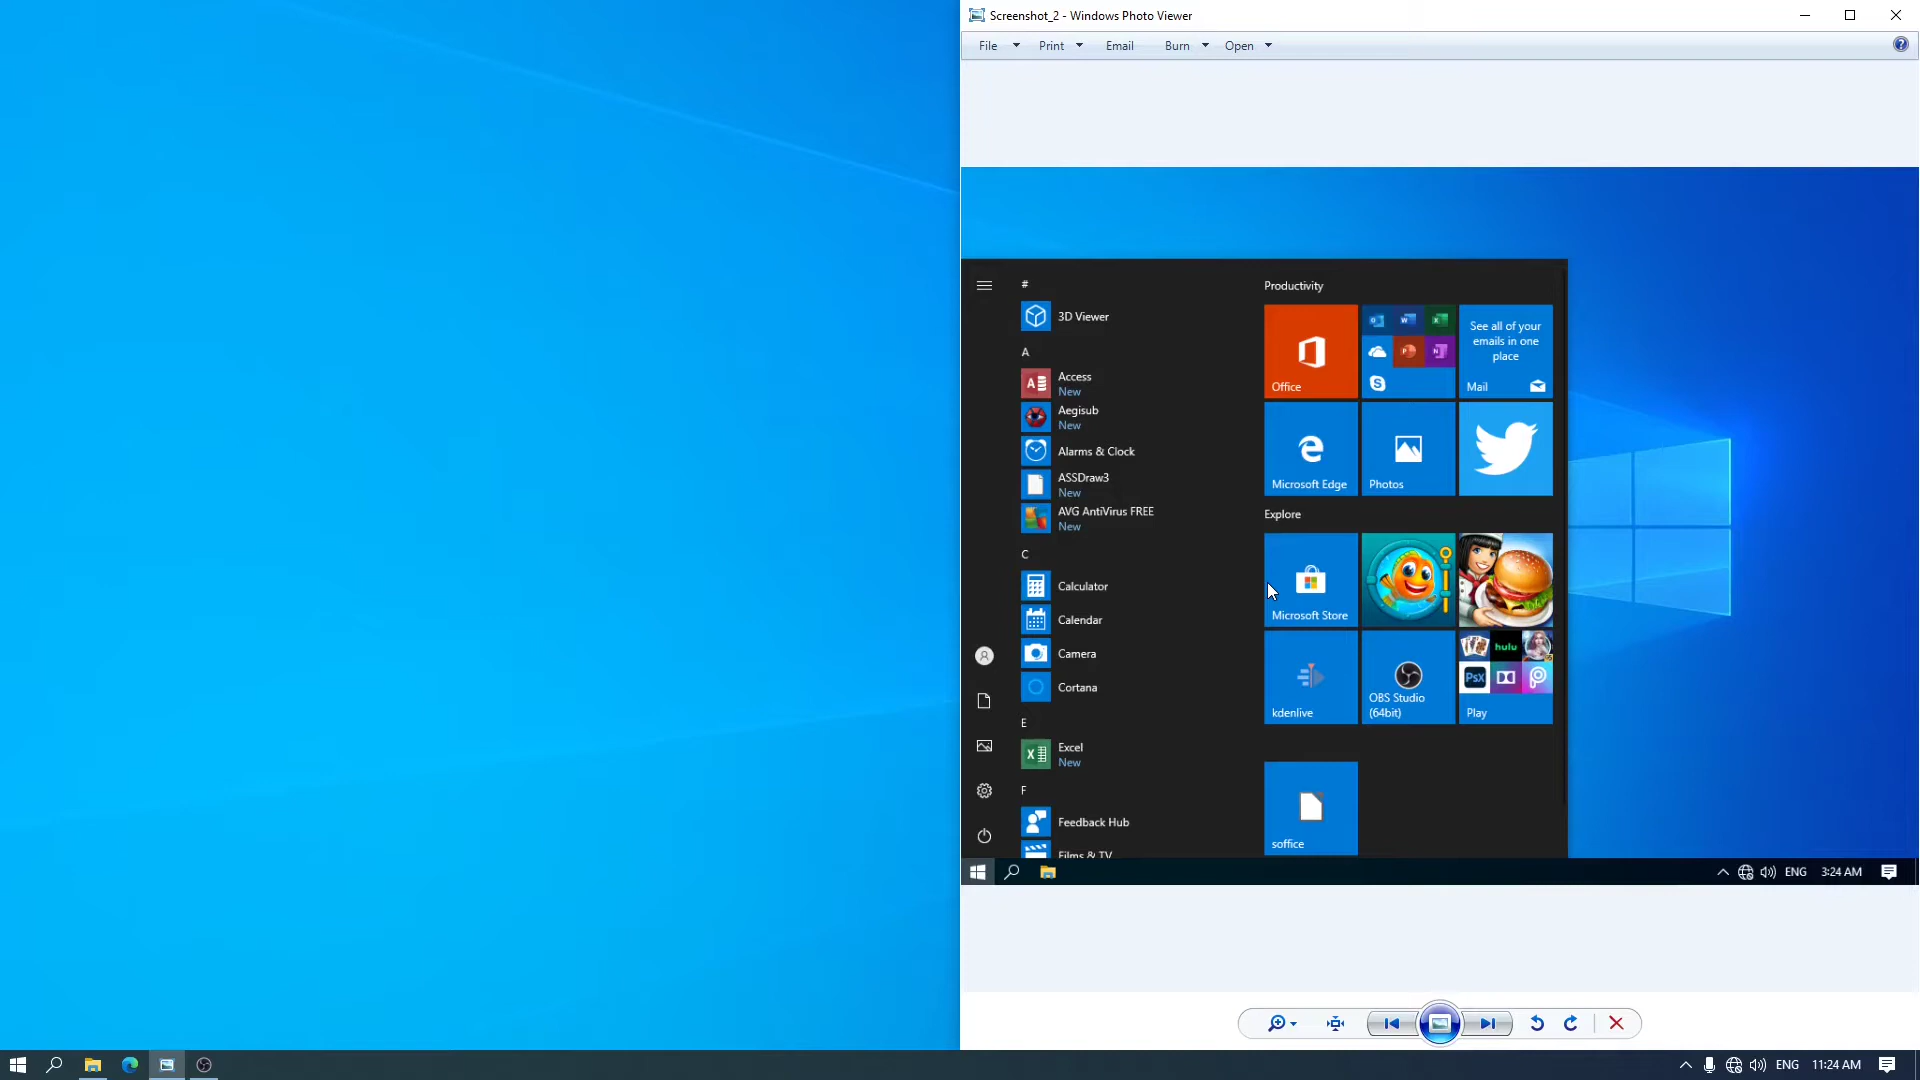 Screenshot_2 - Windows Photo Viewer
File Print Email Burn Open
#
3D Viewer
A
Access
New
Aegisub
New
Alarms & Clock
ASSDraw3
New
AVG AntiVirus FREE
New
C
Calculator
Calendar
Camera
Cortana
E
Excel
New
F
Feedback Hub
Films & TV
Productivity
Office
See all of your
emails in one
place
Mail
Microsoft Edge
Photos
Explore
Microsoft Store
kdenlive
OBS Studio
(64bit)
hulu
PsX
Play
soffice
ENG 3:24 AM
ENG 11:24 AM